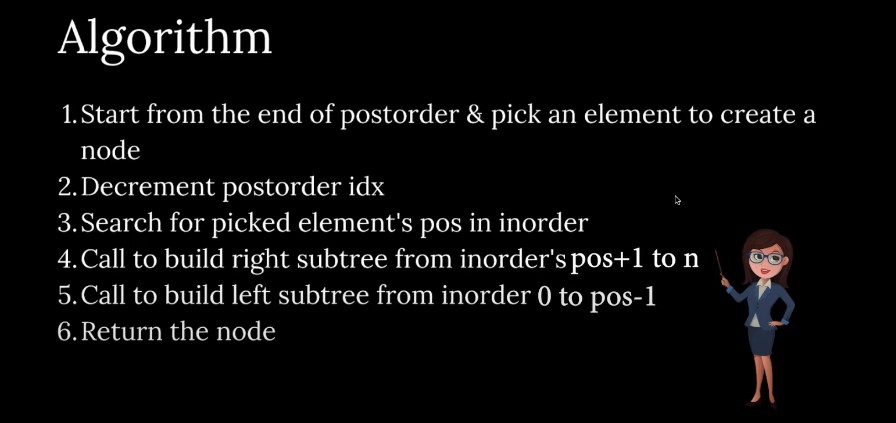 Algorithm
1. Start from the end of postorder & pick an element to create a
node
2. Decrement postorder idx
3. Search for picked element's pos in inorder
4. Call to build right subtree from inorder's pos+1 to n
5. Call to build left subtree from inorder 0 to pos-1
6. Return the node